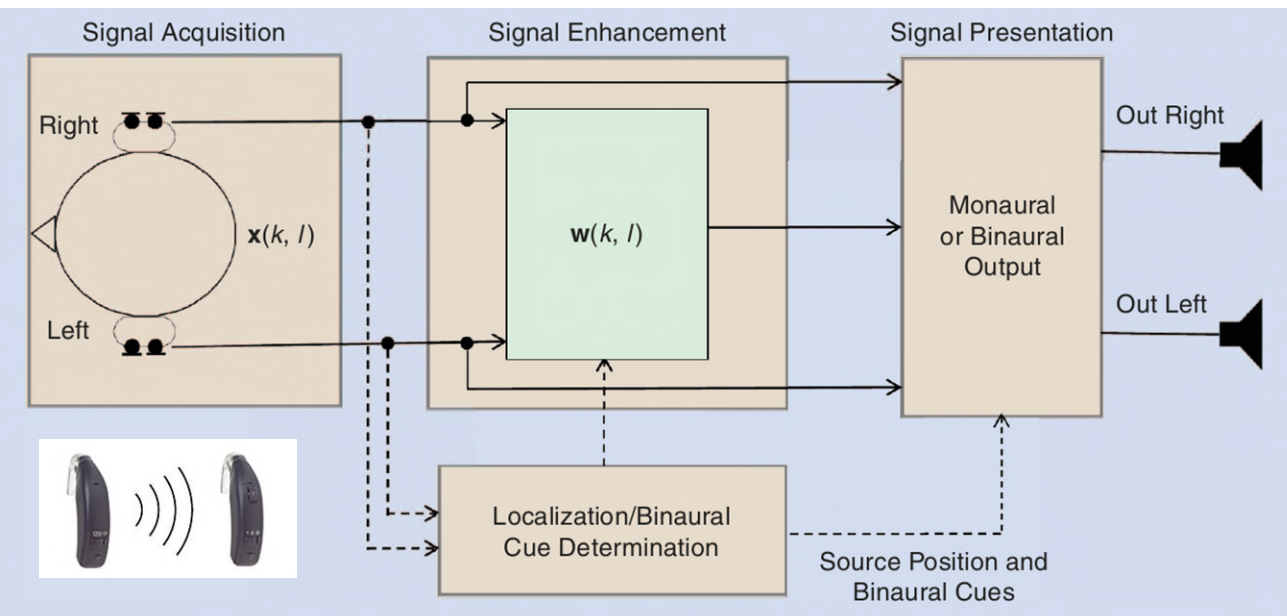 Signal Acquisition
Signal Enhancement
Signal Presentation
Right
x(k, l)
Left
w(k, l)
Monaural
or Binaural
Output
Out Right
Out Left
Localization/Binaural
Cue Determination
Source Position and
Binaural Cues